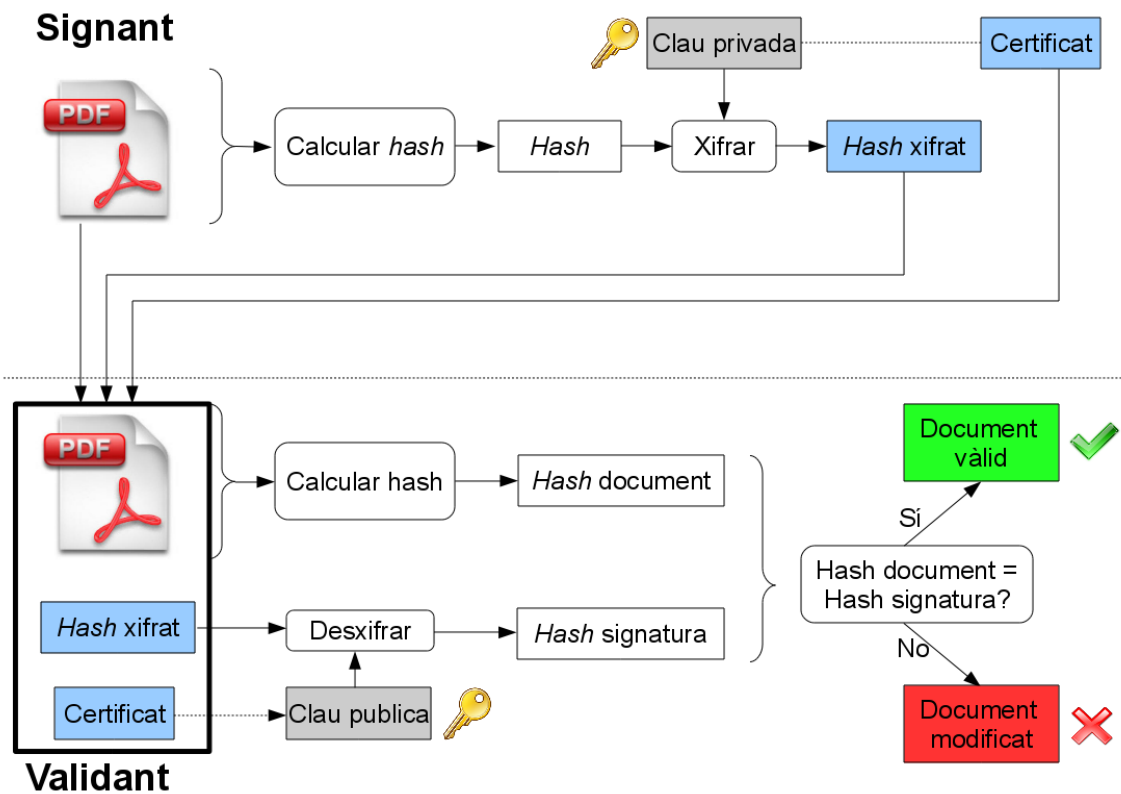 Signant
Clau privada
Certificat
PDF
Calcular hash
Hash
Xifrar
Hash xifrat
PDF
Calcular hash
Hash document
Document
vàlid
Sí
Hash document =
Hash signatura?
No
Hash xifrat
Desxifrar
Hash signatura
Certificat
Clau publica
Document
modificat
Validant